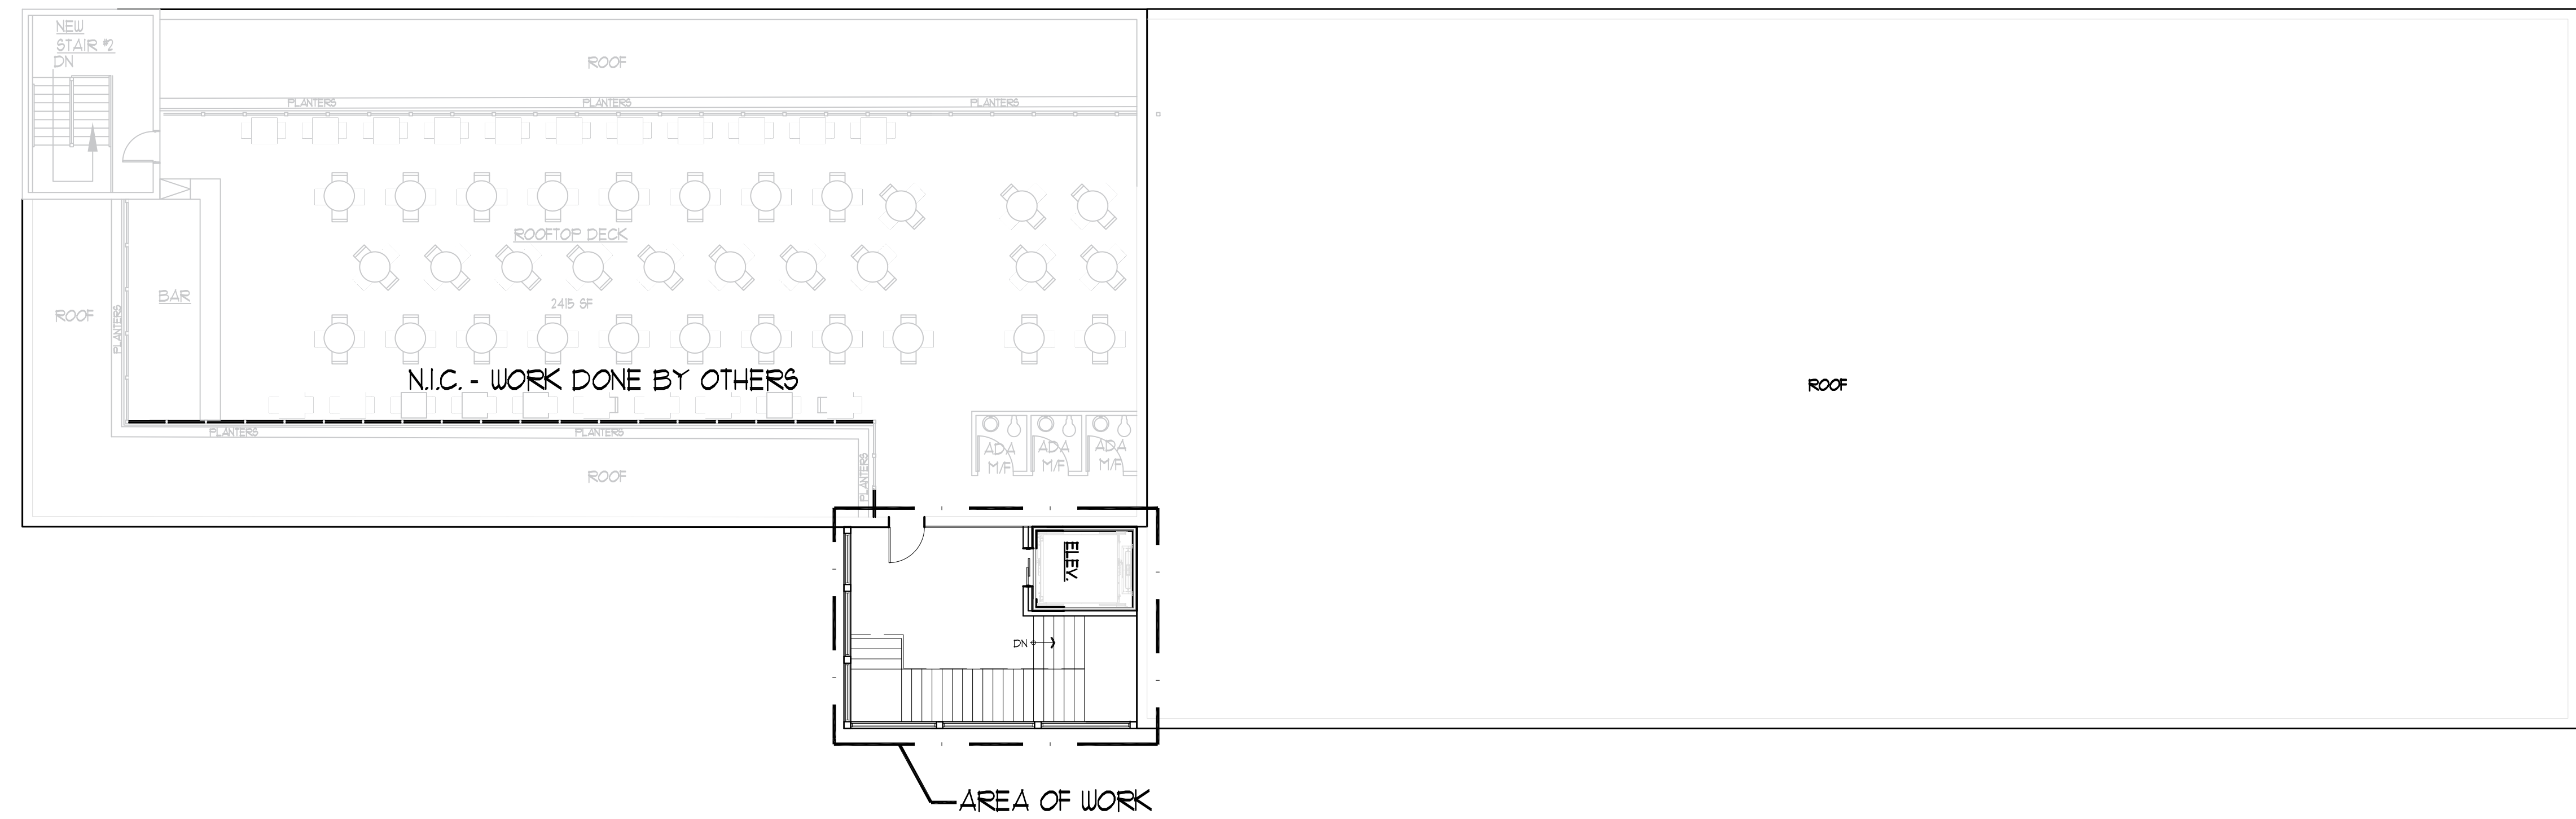 NEW
STAIR #2
DN
ROOF
PLANTERS
PLANTERS
PLANTERS
ROOFTOP DECK
2415 SF
BAR
ROOF
PLANTERS
N.I.C. - WORK DONE BY OTHERS
ROOF
PLANTERS
PLANTERS
ROOF
PLANTERS
ADA
M/F
ADA
M/F
ADA
M/F
ELEV.
DN
AREA OF WORK